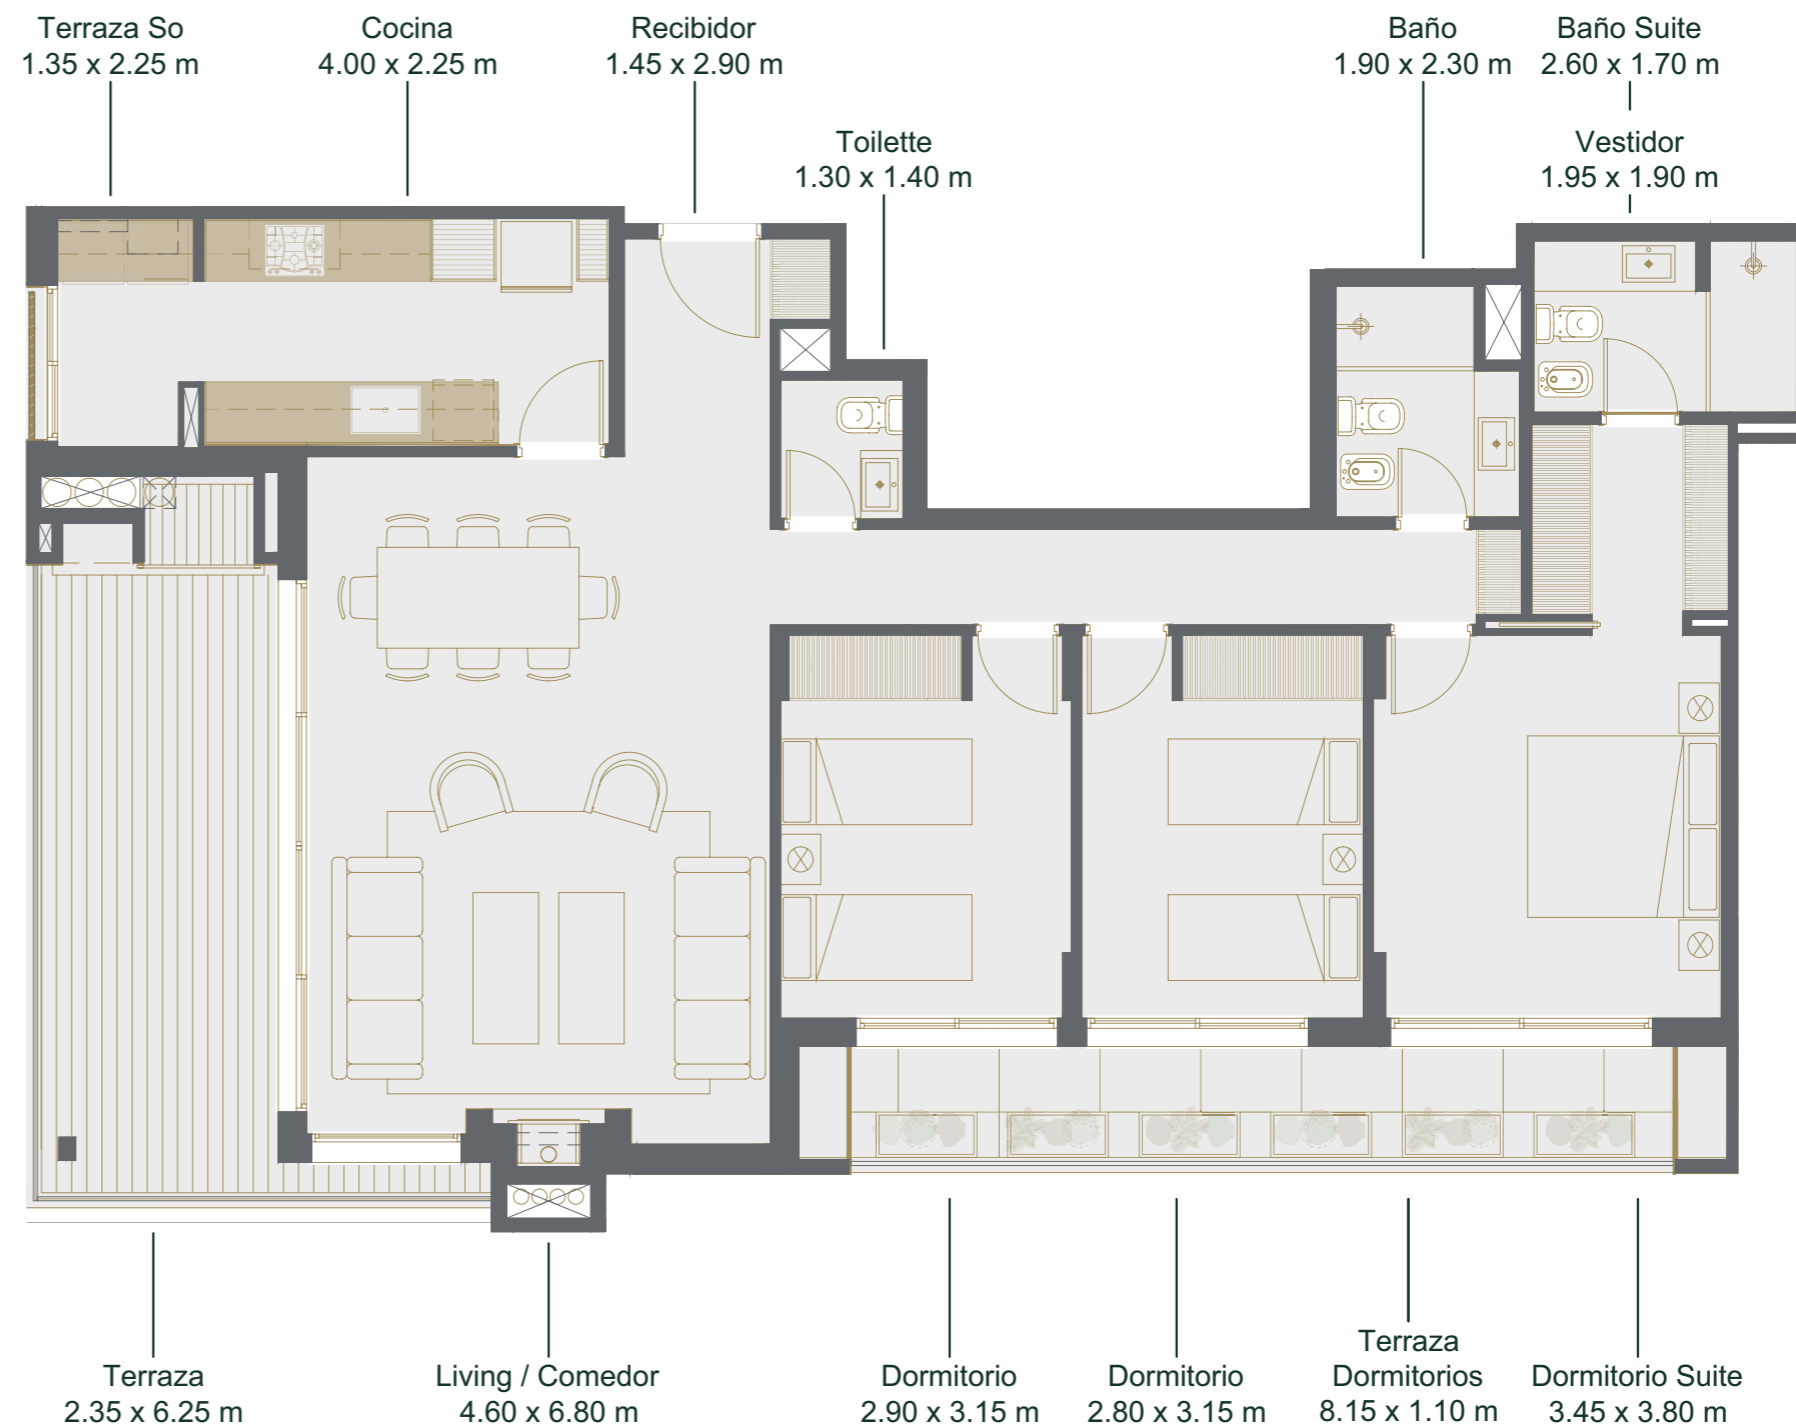 Terraza So
1.35 x 2.25 m
Cocina
4.00 x 2.25 m
Recibidor
1.45 x 2.90 m
Toilette
1.30 x 1.40 m
Baño
1.90 x 2.30 m
Baño Suite
2.60 x 1.70 m
Vestidor
1.95 x 1.90 m
Terraza
2.35 x 6.25 m
Living / Comedor
4.60 x 6.80 m
Dormitorio
2.90 x 3.15 m
Dormitorio
2.80 x 3.15 m
Terraza
Dormitorios
8.15 x 1.10 m
Dormitorio Suite
3.45 x 3.80 m